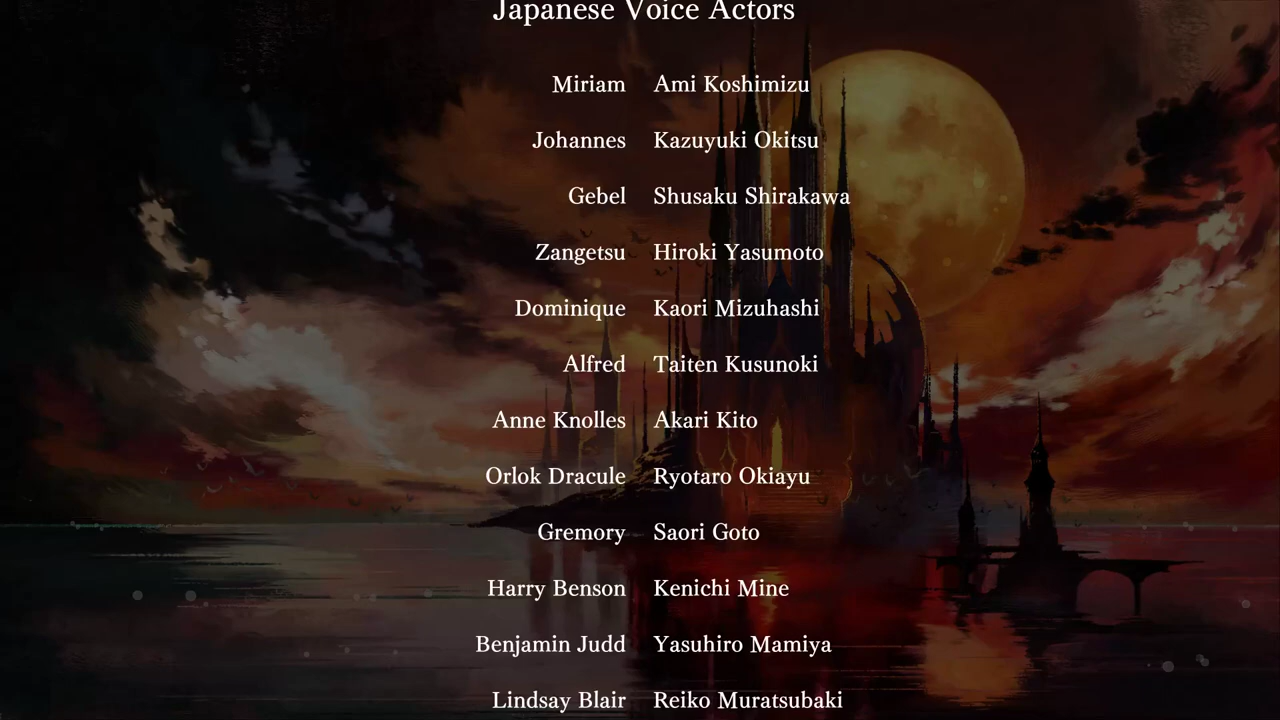 Japanese Voice Actors
Miriam Ami Koshimizu
Johannes Kazuyuki Okitsu
Gebel Shusaku Shirakawa
Zangetsu Hiroki Yasumoto
Dominique Kaori Mizuhashi
Alfred Taiten Kusunoki
Anne Knolles Akari Kito
Orlok Dracule Ryotaro Okiayu
Gremory Saori Goto
Harry Benson Kenichi Mine
Benjamin Judd Yasuhiro Mamiya
Lindsay Blair Reiko Muratsubaki